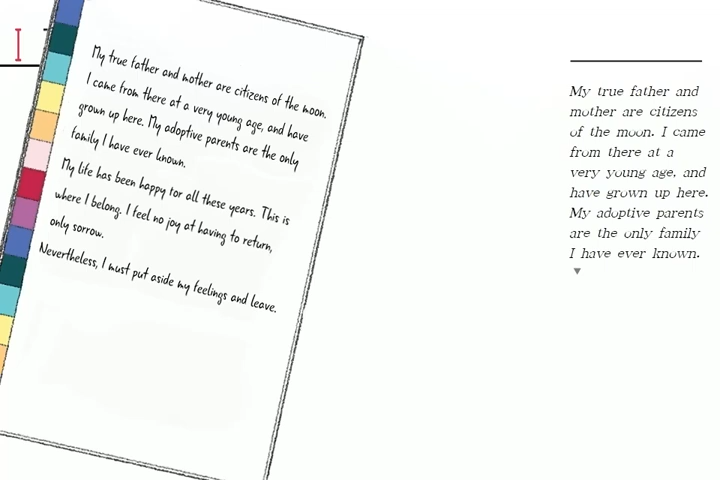 My true father and mother are citizens of the moon.
I came from there at a very young age, and have
grown up here. My adoptive parents are the only
family I have ever known.
My life has been happy for all these years. This is
where I belong. I feel no joy at having to return,
only sorrow.
Nevertheless, I must put aside my feelings and leave.
My true father and
mother are citizens
of the moon. I came
from there at a
very young age, and
have grown up here.
My adoptive parents
are the only family
I have ever known.